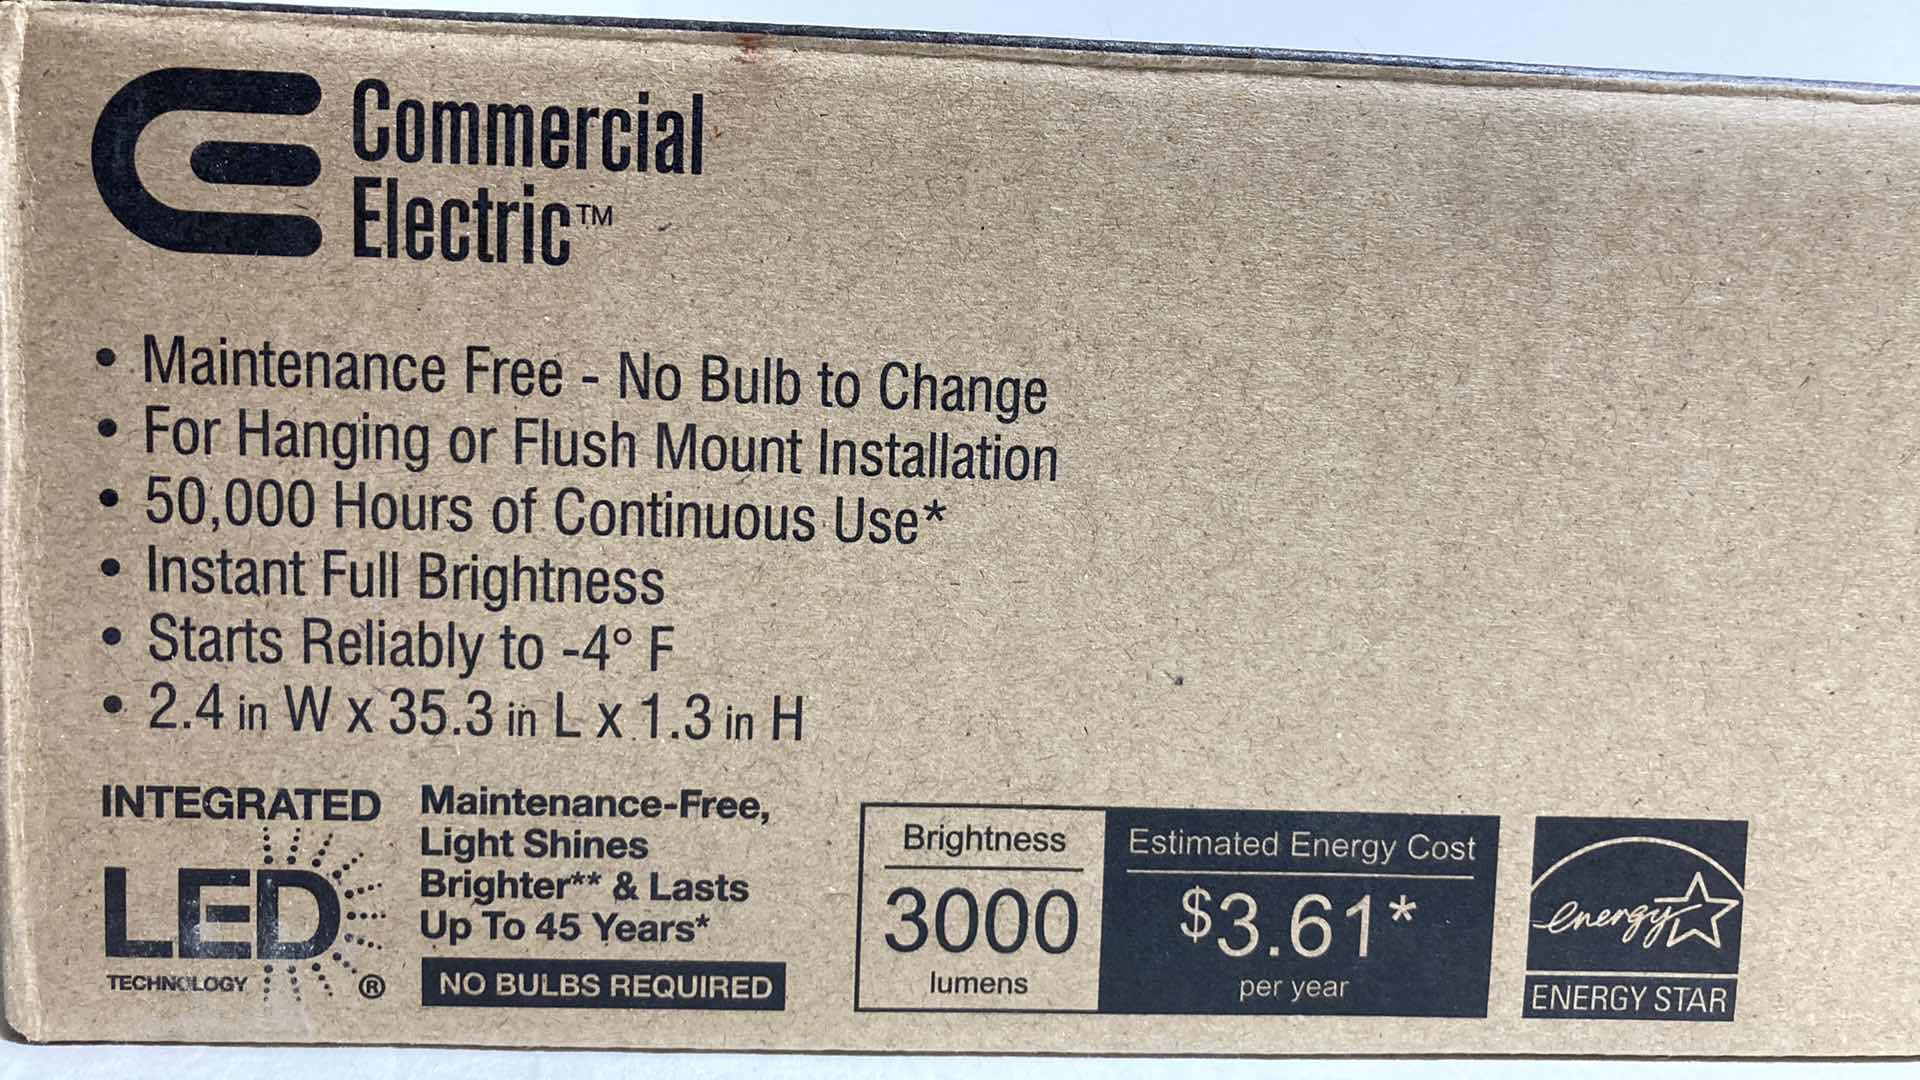 Commercial
Electric™
• Maintenance Free - No Bulb to Change
• For Hanging or Flush Mount Installation
• 50,000 Hours of Continuous Use*
• Instant Full Brightness
• Starts Reliably to -4° F
• 2.4 in W x 35.3 in L x 1.3 in H
INTEGRATED
LED
TECHNOLOGY ®
Maintenance-Free,
Light Shines
Brighter** & Lasts
Up To 45 Years*
NO BULBS REQUIRED
Brightness
3000
lumens
Estimated Energy Cost
$3.61*
per year
energy
ENERGY STAR